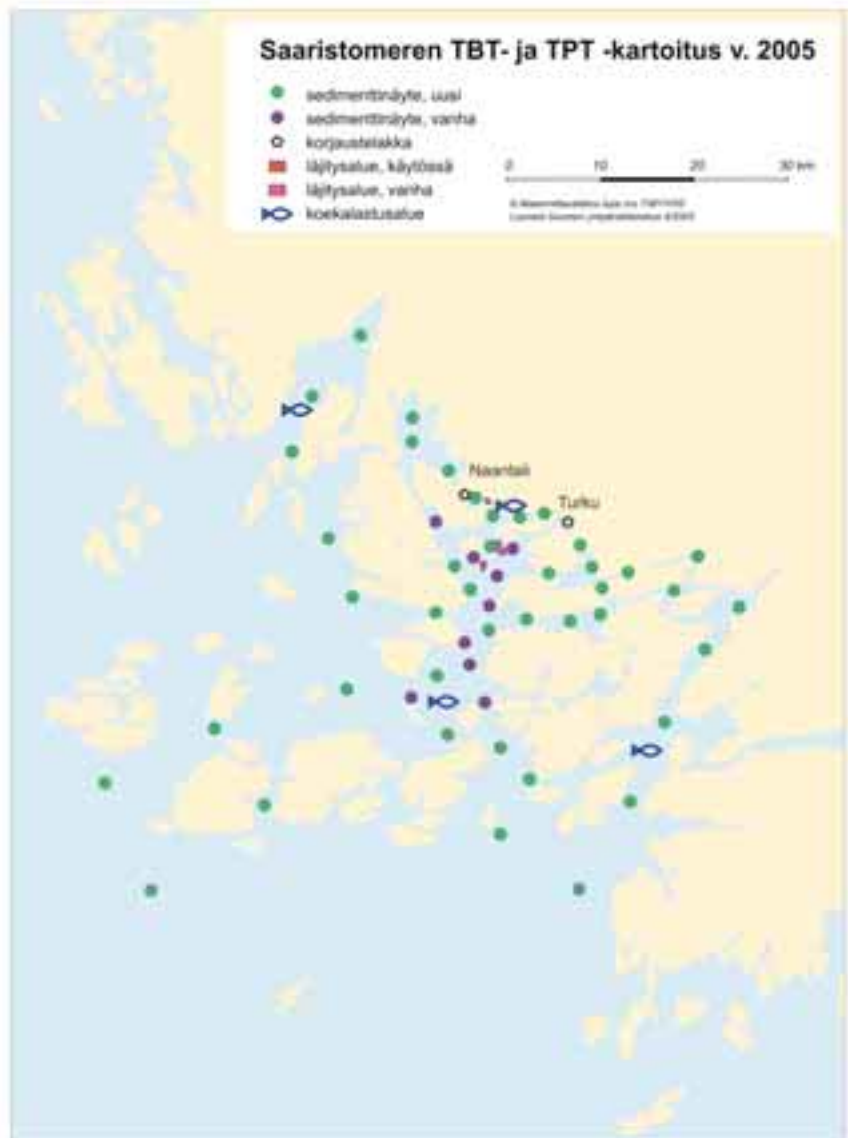 Saaristomeren TBT- ja TPT -kartoitus v. 2005
sedimenttinäyte, uusi
sedimenttinäyte, vanha
korjaustelakka
läjitysalue, käytössä
läjitysalue, vanha
koekalastusalue
0 10 20 30 km
Naantali
Turku